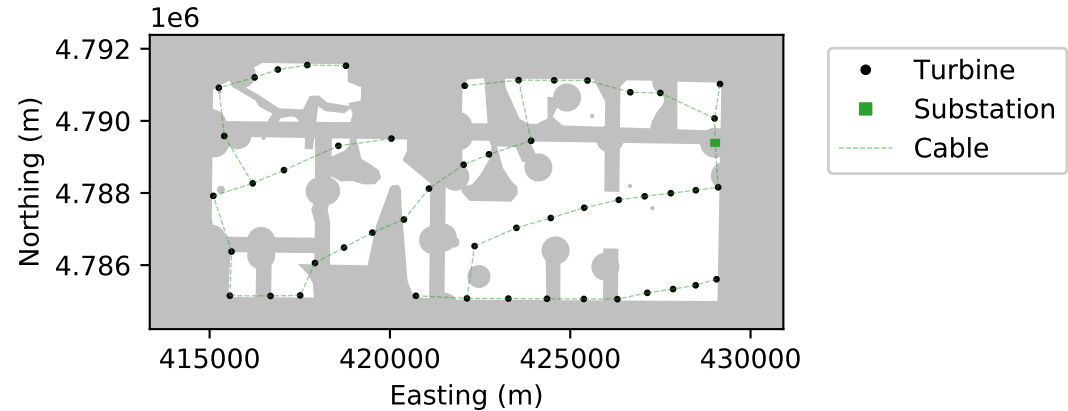 1e6
4.792
4.790
4.788
4.786
Northing (m)
415000 420000 425000 430000
Easting (m)
Turbine
Substation
Cable